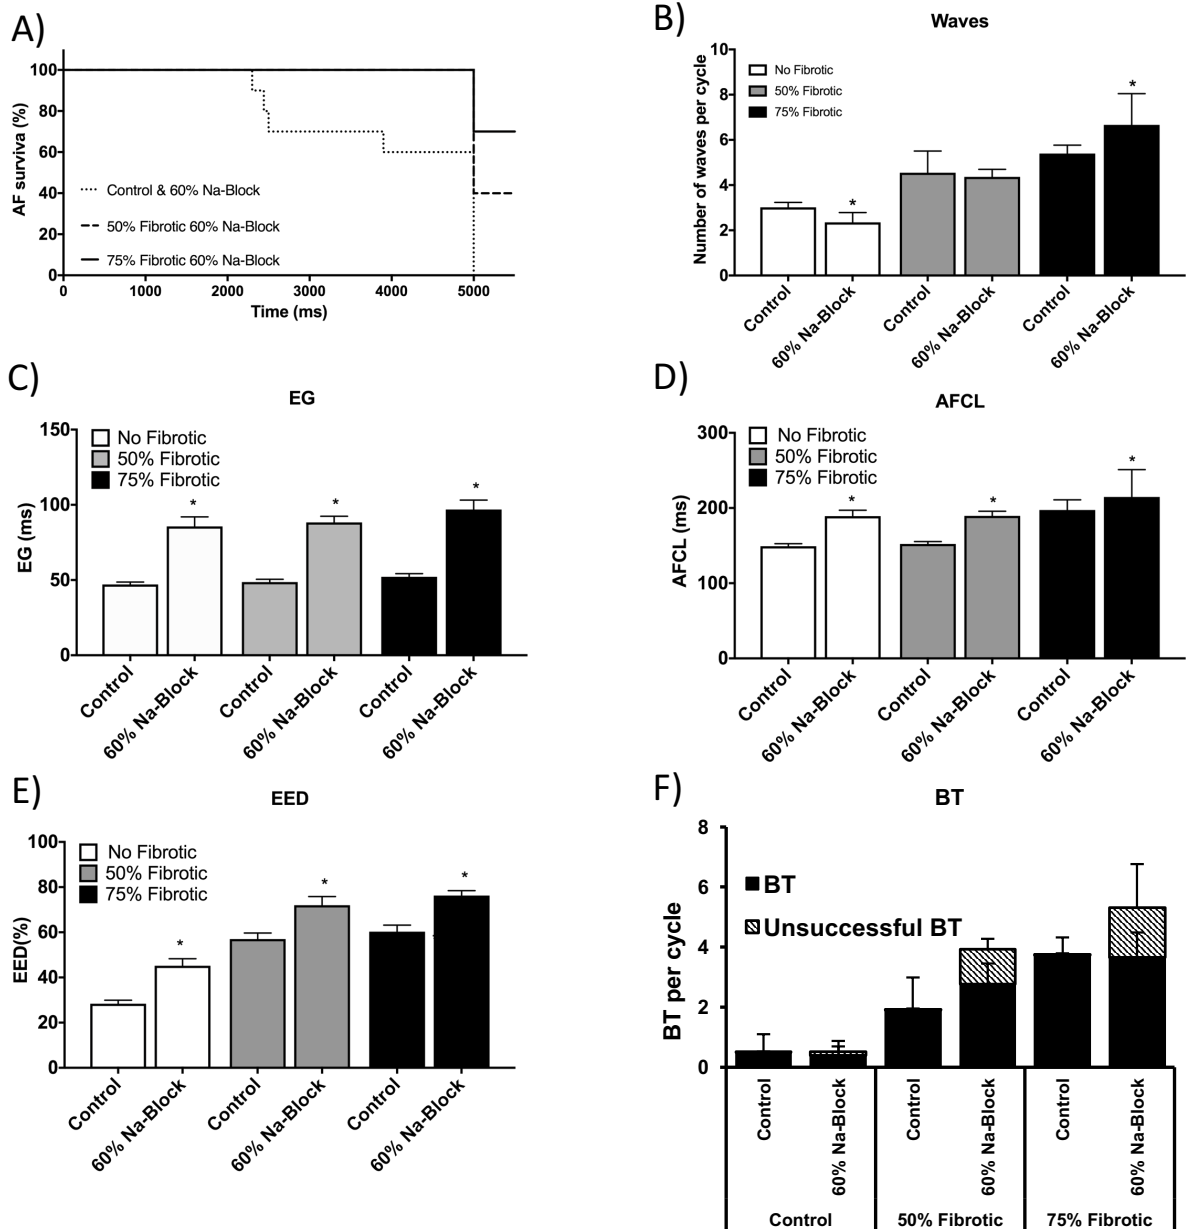 A)
100
80
60
40
20
0
AF surviva (%)
Control & 60% Na-Block
50% Fibrotic 60% Na-Block
75% Fibrotic 60% Na-Block
0 1000 2000 3000 4000 5000
Time (ms)
B)
Waves
10
8
6
4
2
0
Number of waves per cycle
No Fibrotic
50% Fibrotic
75% Fibrotic
* *
Control 60% Na-Block Control 60% Na-Block Control 60% Na-Block
C)
EG
150
100
50
0
EG (ms)
No Fibrotic
50% Fibrotic
75% Fibrotic
* * *
Control 60% Na-Block Control 60% Na-Block Control 60% Na-Block
D)
AFCL
300
200
100
0
AFCL (ms)
No Fibrotic
50% Fibrotic
75% Fibrotic
* * *
Control 60% Na-Block Control 60% Na-Block Control 60% Na-Block
E)
EED
100
80
60
40
20
0
EED(%)
No Fibrotic
50% Fibrotic
75% Fibrotic
* * *
Control 60% Na-Block Control 60% Na-Block Control 60% Na-Block
F)
BT
8
6
4
2
0
BT per cycle
BT
Unsuccessful BT
Control 60% Na-Block Control 60% Na-Block Control 60% Na-Block
Control 50% Fibrotic 75% Fibrotic